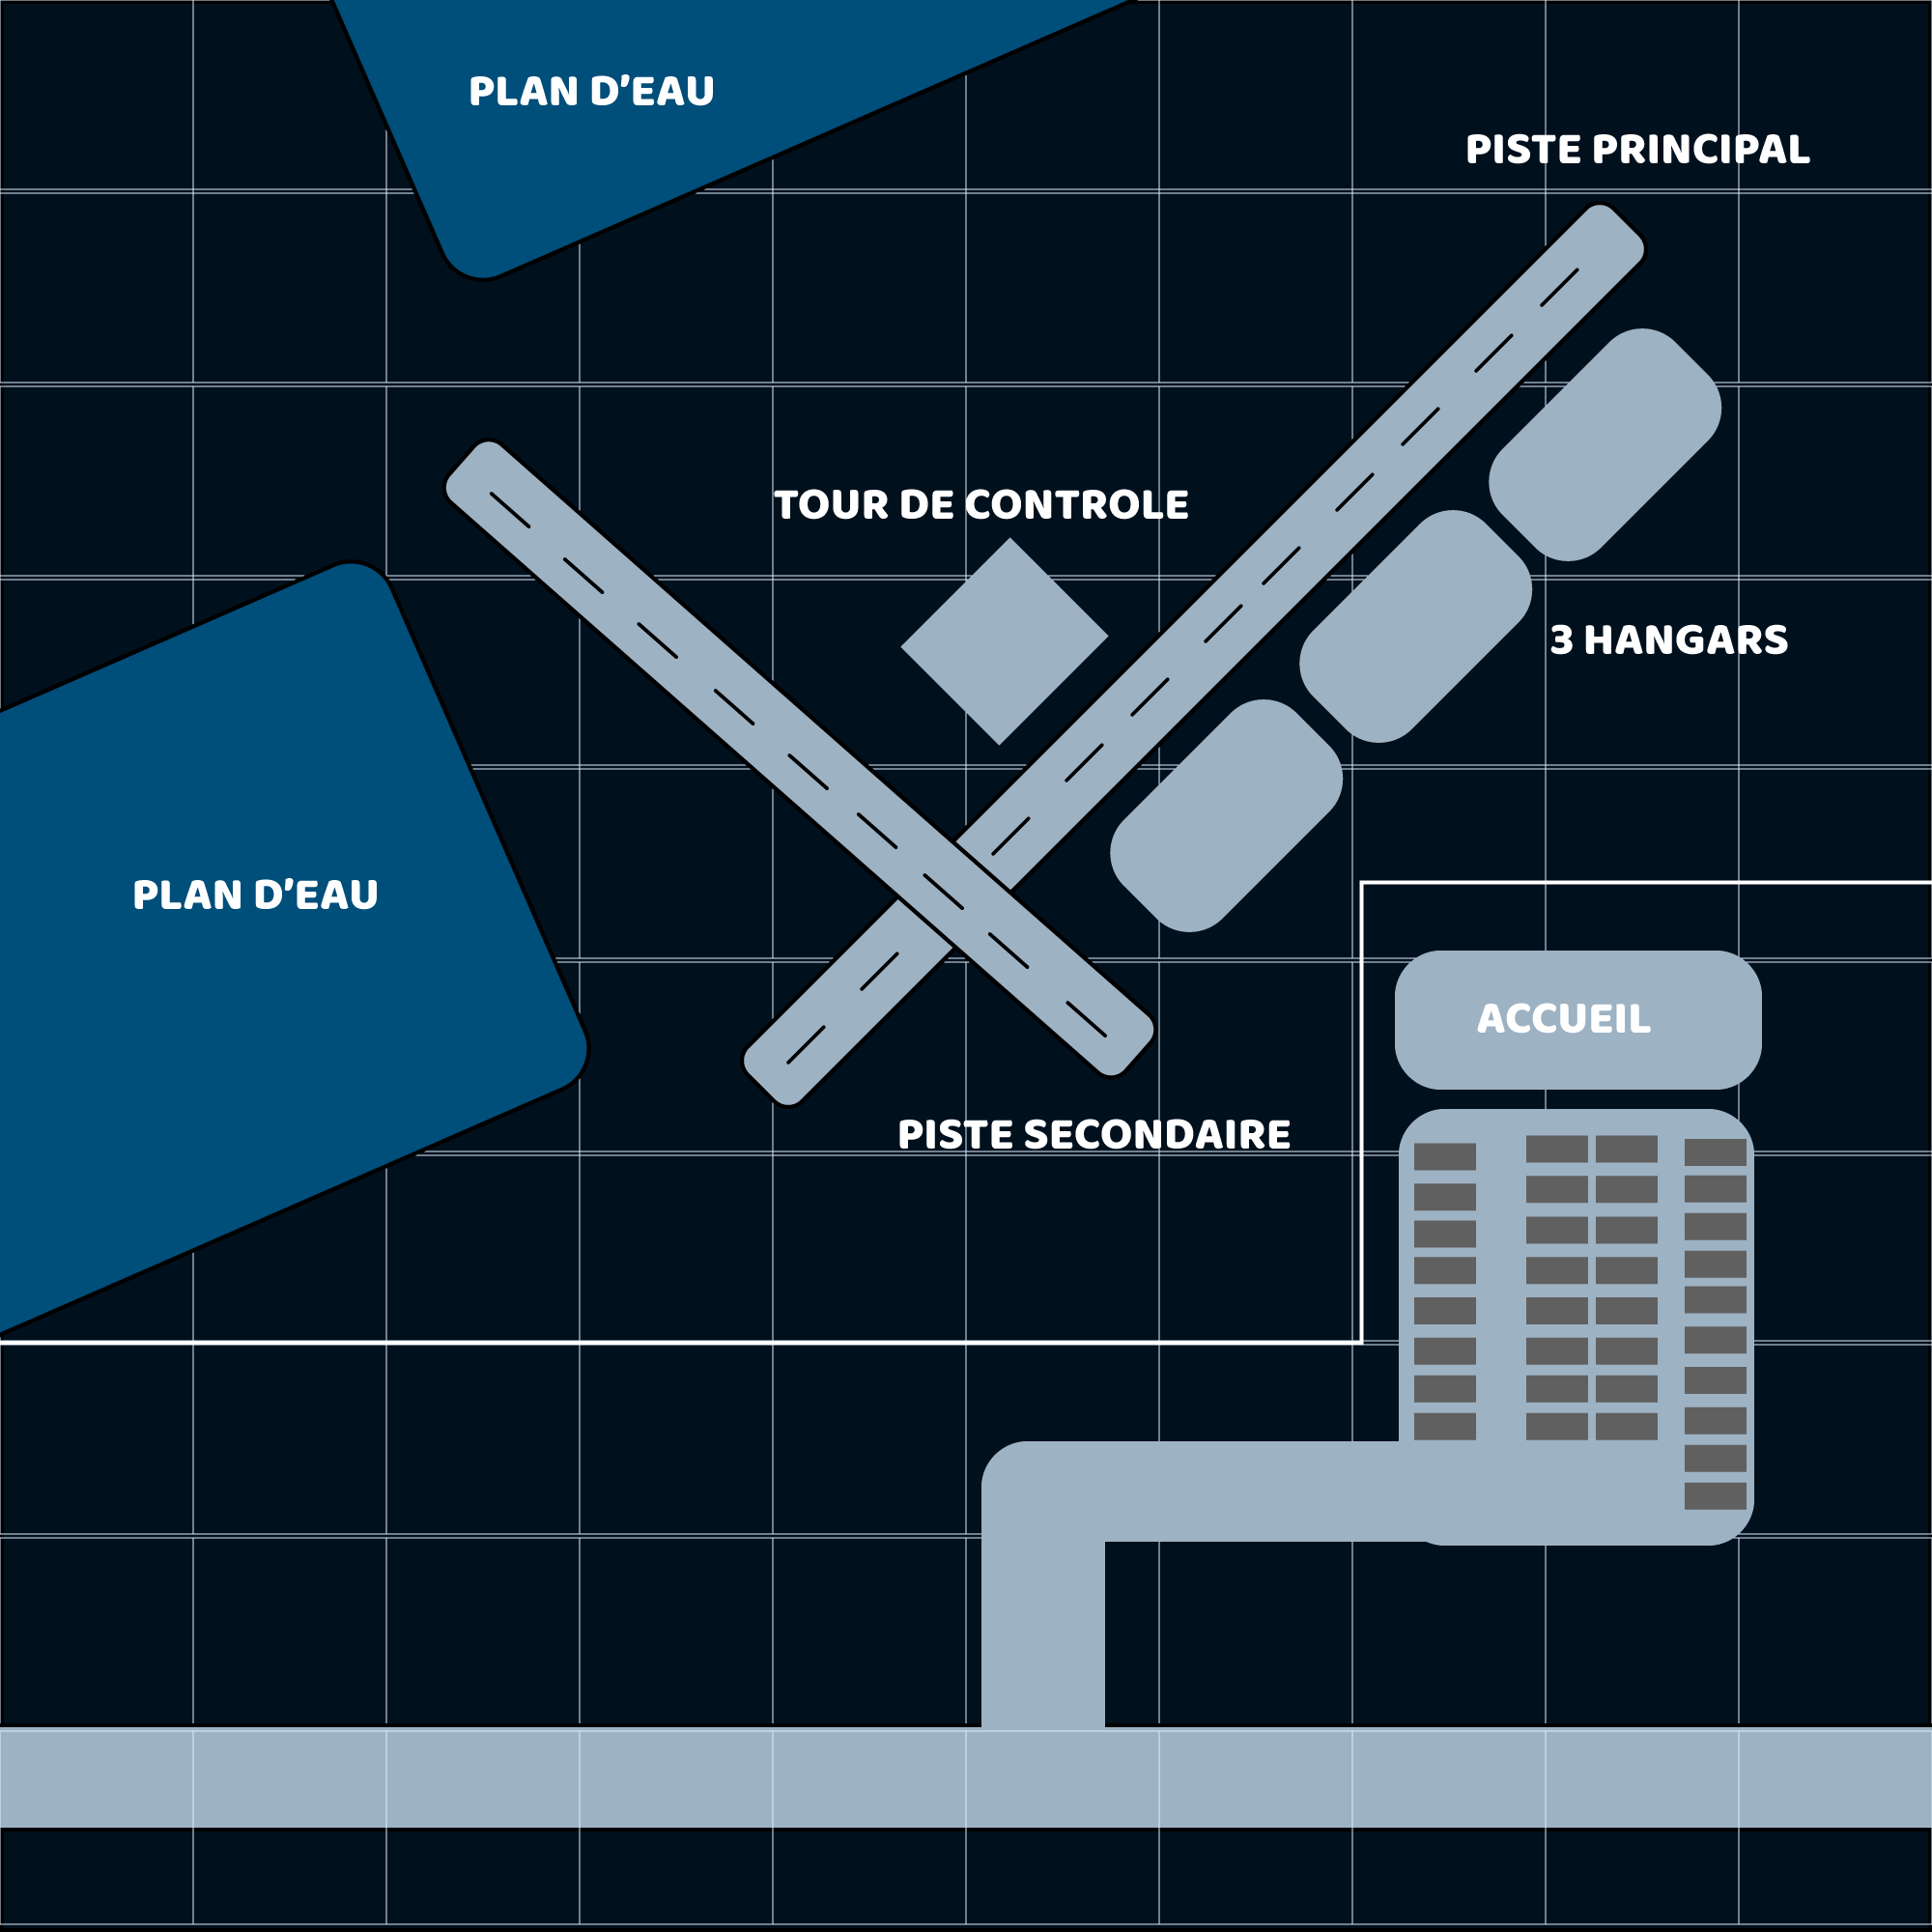 PLAN D'EAU
PISTE PRINCIPAL
TOUR DE CONTROLE
3 HANGARS
PLAN D'EAU
ACCUEIL
PISTE SECONDAIRE